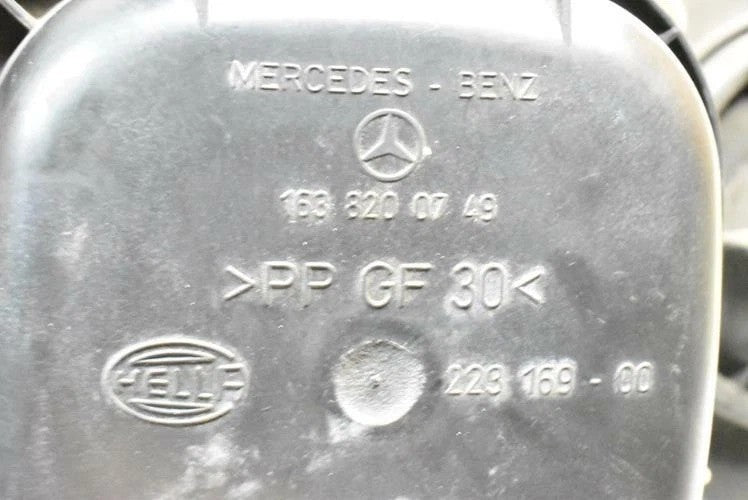 MERCEDES - BENZ
163 820 07 49
>PP GF 30<
HELLA 223 169 - 00